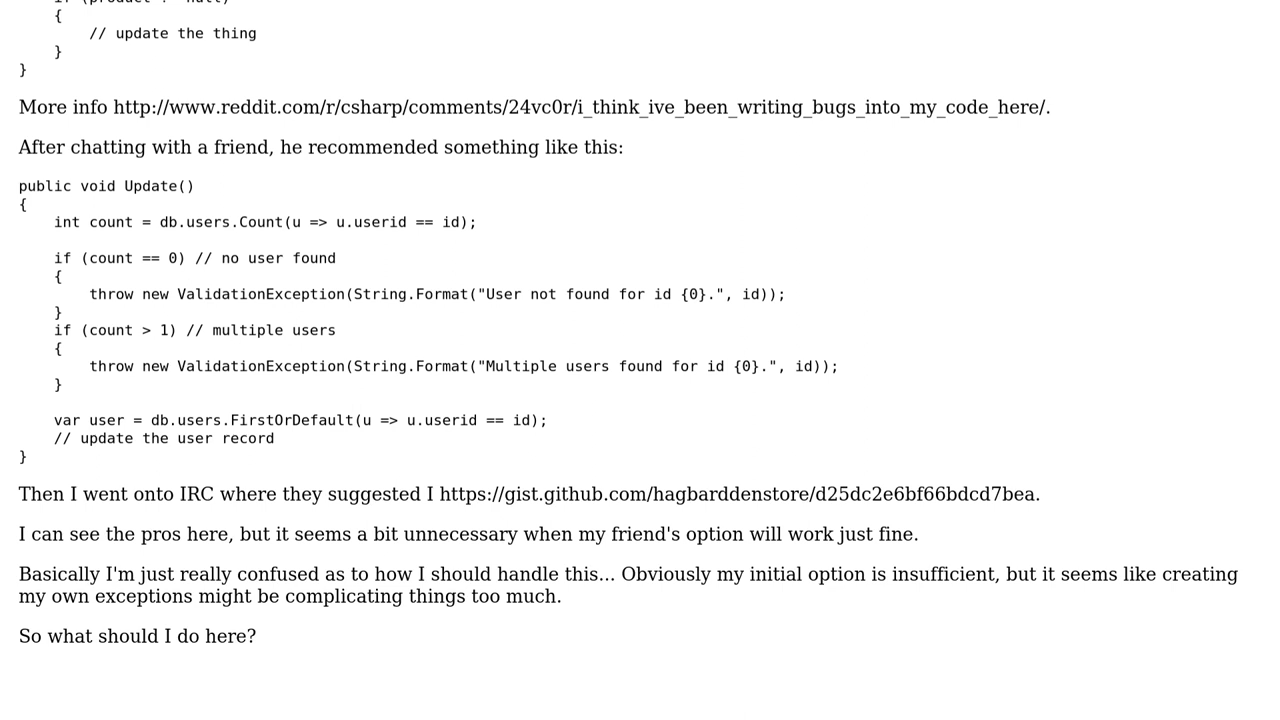 {
// update the thing
}
}
More info http://www.reddit.com/r/csharp/comments/24vc0r/i_think_ive_been_writing_bugs_into_my_code_here/.
After chatting with a friend, he recommended something like this:
public void Update()
{
int count = db.users.Count(u => u.userid == id);
if (count == 0) // no user found
{
throw new ValidationException(String.Format("User not found for id {0}.", id));
}
if (count > 1) // multiple users
{
throw new ValidationException(String.Format("Multiple users found for id {0}.", id));
}
var user = db.users.FirstOrDefault(u => u.userid == id);
// update the user record
}
Then I went onto IRC where they suggested I https://gist.github.com/hagbarddenstore/d25dc2e6bf66bdcd7bea.
I can see the pros here, but it seems a bit unnecessary when my friend's option will work just fine.
Basically I'm just really confused as to how I should handle this... Obviously my initial option is insufficient, but it seems like creating
my own exceptions might be complicating things too much.
So what should I do here?